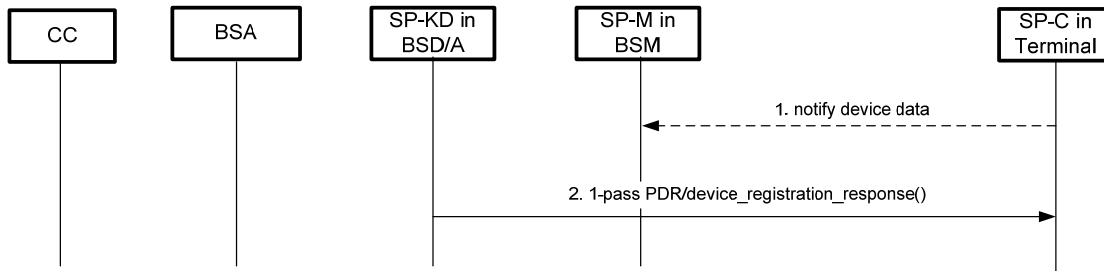 CC
BSA
SP-KD in
BSD/A
SP-M in
BSM
SP-C in
Terminal
1. notify device data
2. 1-pass PDR/device_registration_response()